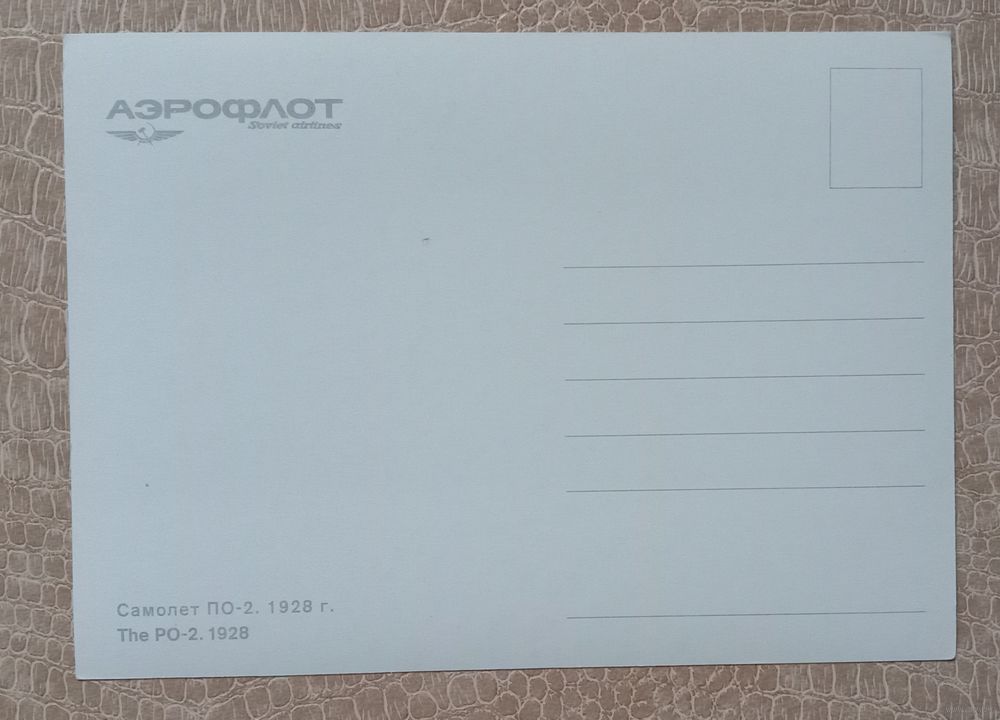 АЭРОФЛОТ
Soviet airlines
Самолет ПО-2. 1928 г.
The PO-2. 1928